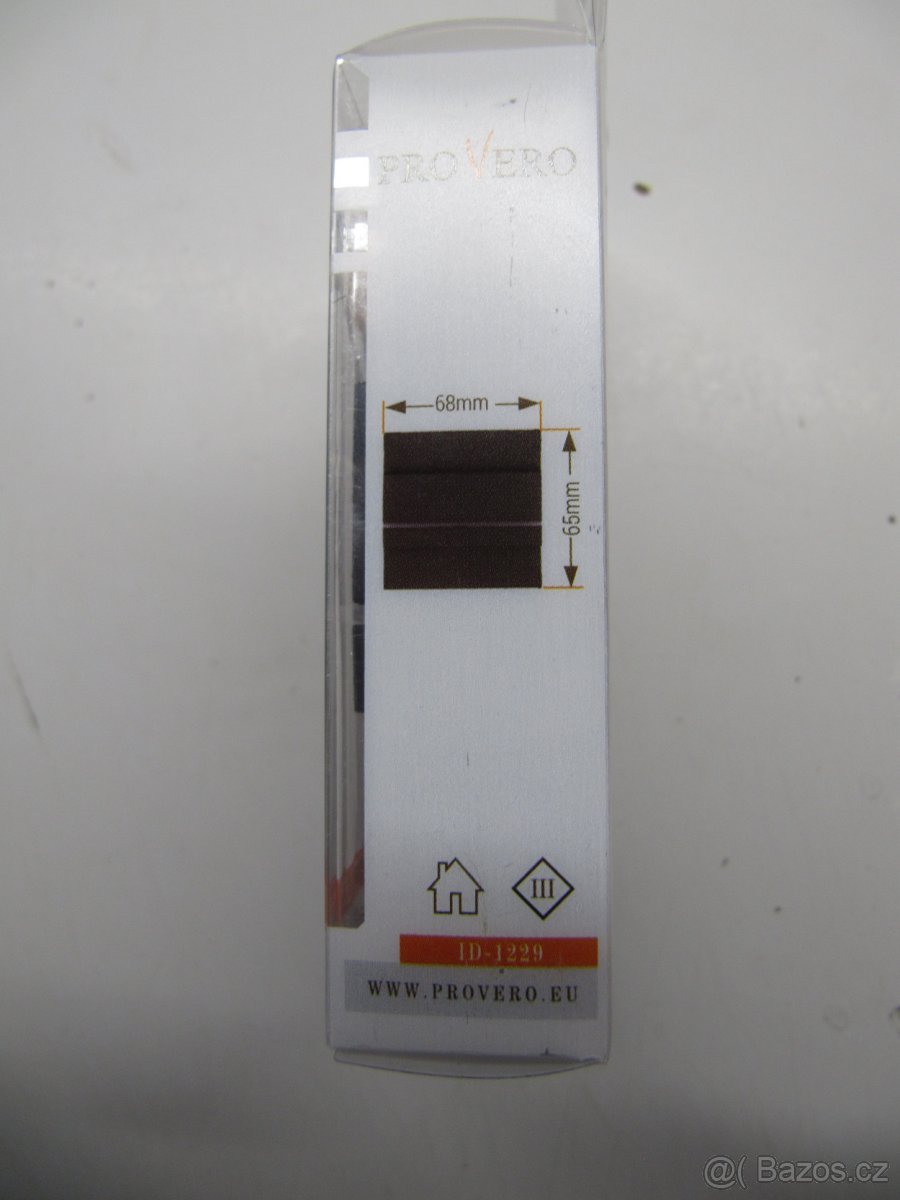 PROVERO
68mm
65mm
III
ID-1229
WWW.PROVERO.EU
@( Bazos.cz